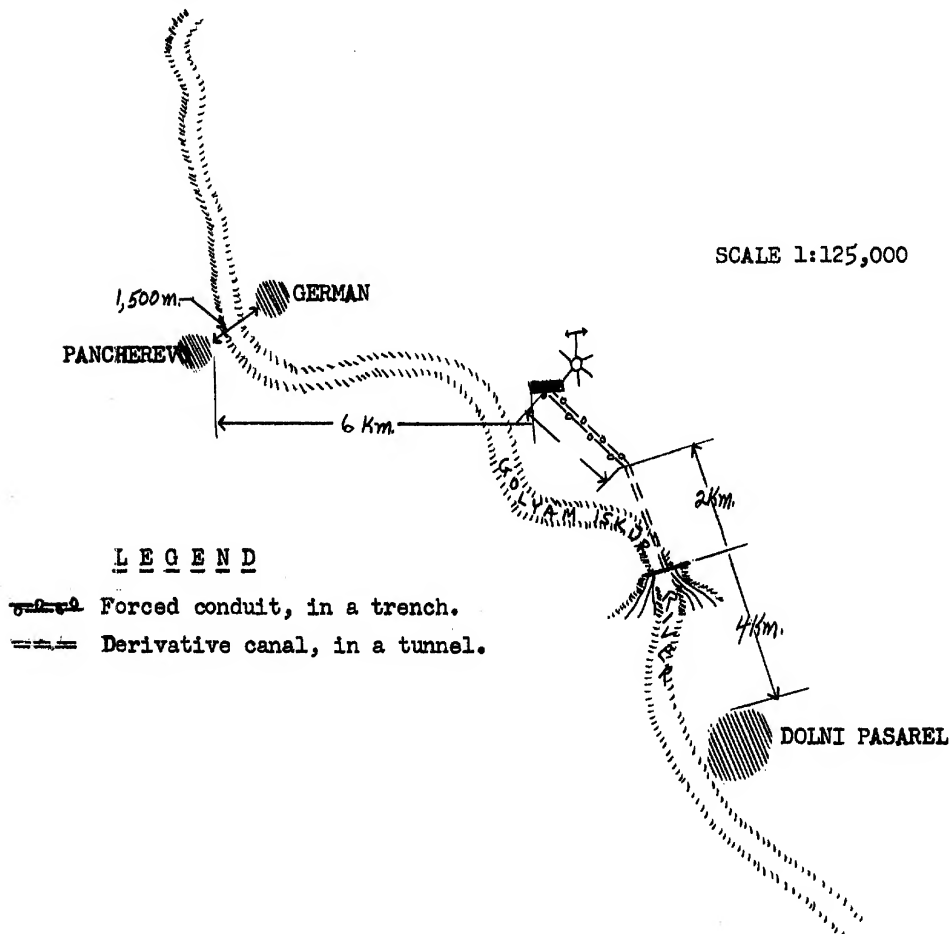 SCALE 1:125,000
1,500m.
GERMAN
PANCHEREVO
6 Km.
GOLYAM ISKUR
RIVER
2Km.
4Km.
LEGEND
Forced conduit, in a trench.
Derivative canal, in a tunnel.
DOLNI PASAREL